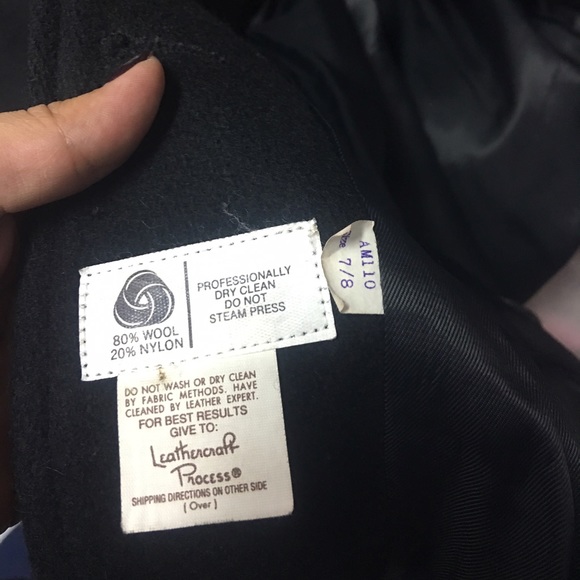 80% WOOL
20% NYLON
PROFESSIONALLY
DRY CLEAN
DO NOT
STEAM PRESS
AM110
7/8
DO NOT WASH OR DRY CLEAN
BY FABRIC METHODS. HAVE
CLEANED BY LEATHER EXPERT.
FOR BEST RESULTS
GIVE TO:
Leathercraft
Process®
SHIPPING DIRECTIONS ON OTHER SIDE
(Over)